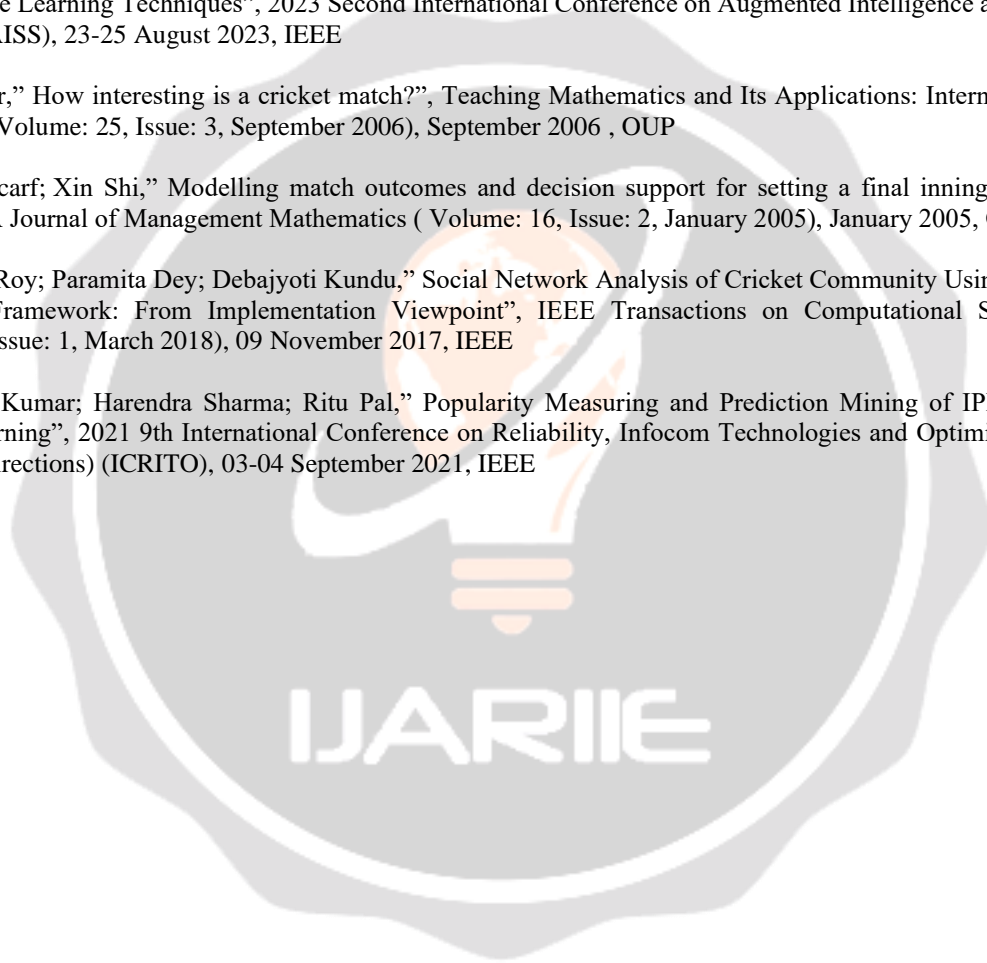 e Learning Techniques”, 2023 Second International Conference on Augmented Intelligence a
AISS), 23-25 August 2023, IEEE
r,” How interesting is a cricket match?”, Teaching Mathematics and Its Applications: Intern
Volume: 25, Issue: 3, September 2006), September 2006 , OUP
carf; Xin Shi,” Modelling match outcomes and decision support for setting a final inning
Journal of Management Mathematics ( Volume: 16, Issue: 2, January 2005), January 2005,
Roy; Paramita Dey; Debajyoti Kundu,” Social Network Analysis of Cricket Community Usin
Framework: From Implementation Viewpoint”, IEEE Transactions on Computational S
ssue: 1, March 2018), 09 November 2017, IEEE
Kumar; Harendra Sharma; Ritu Pal,” Popularity Measuring and Prediction Mining of IP
rning”, 2021 9th International Conference on Reliability, Infocom Technologies and Optimi
irections) (ICRITO), 03-04 September 2021, IEEE
IJARIIE